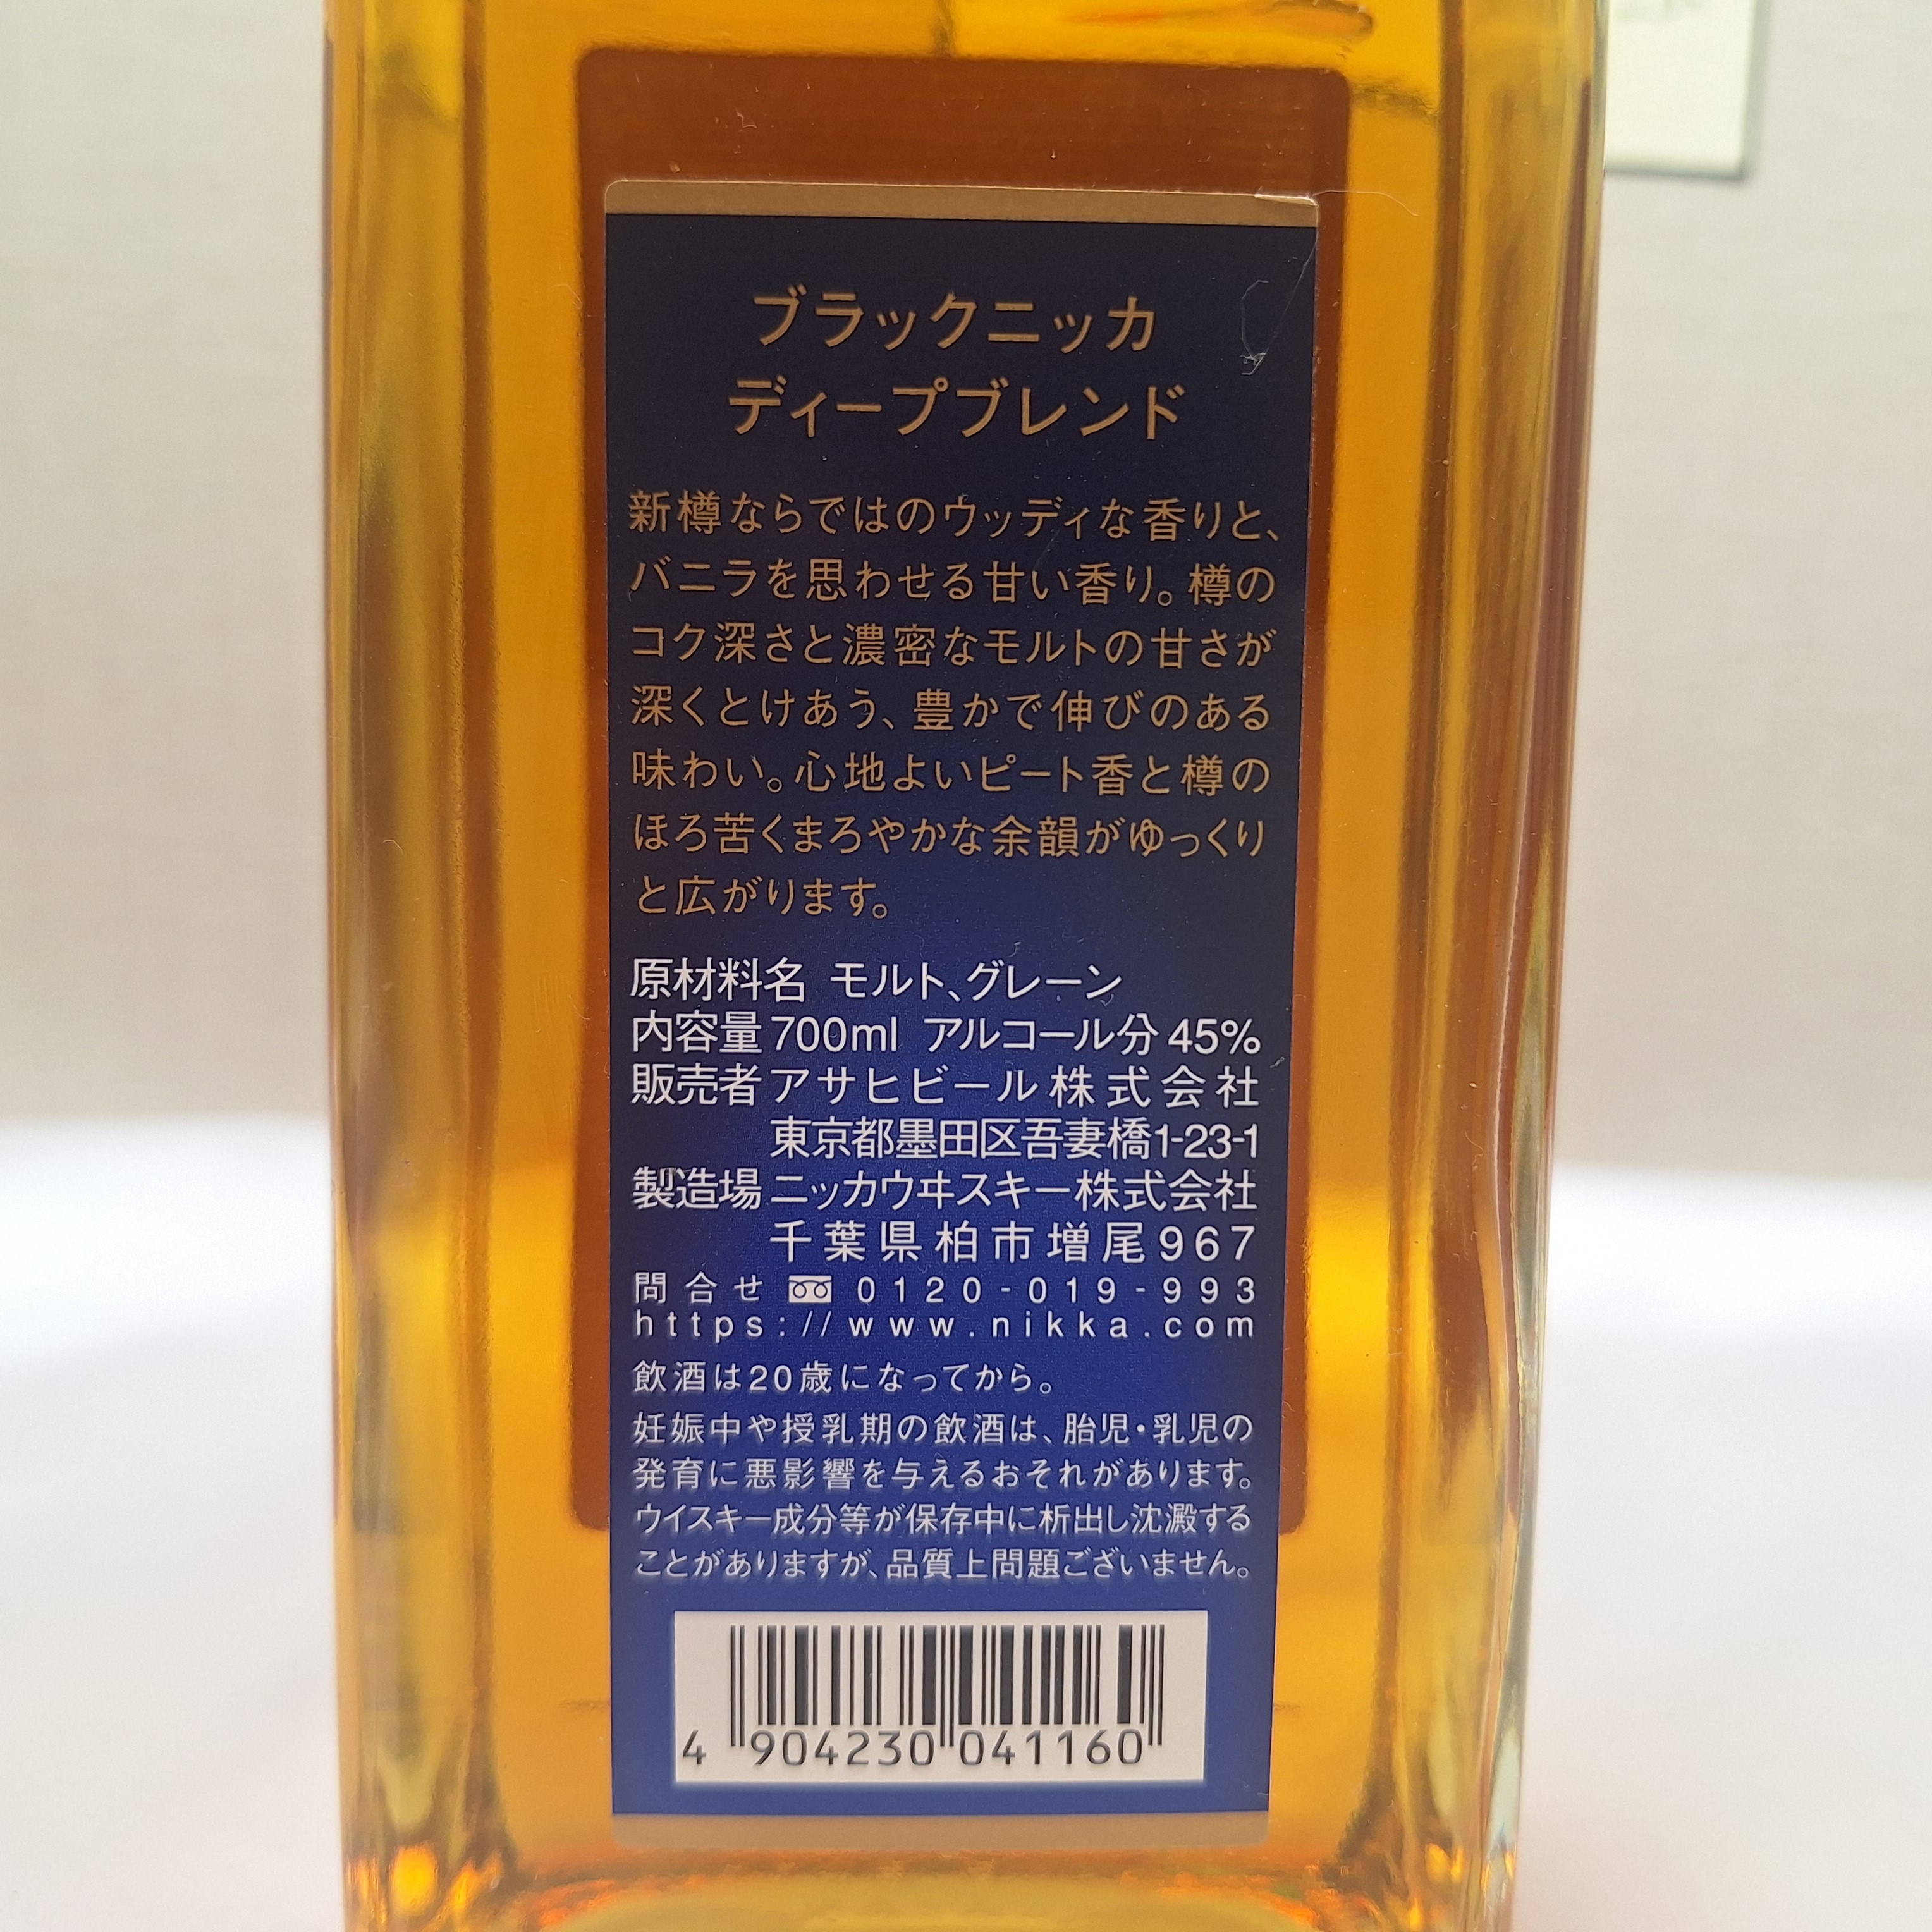 ブラックニッカ
ディープブレンド
新樽ならではのウッディな香りと、
バニラを思わせる甘い香り。樽の
コク深さと濃密なモルトの甘さが
深くとけあう、豊かで伸びのある
味わい。心地よいピート香と樽の
ほろ苦くまろやかな余韻がゆっくり
と広がります。
原材料名 モルト、グレーン
内容量 700ml アルコール分 45%
販売者 アサヒビール株式会社
東京都墨田区吾妻橋1-23-1
製造場 ニッカウヰスキー株式会社
千葉県柏市増尾967
問合せ 0120-019-993
https://www.nikka.com
飲酒は20歳になってから。
妊娠中や授乳期の飲酒は、胎児・乳児の
発育に悪影響を与えるおそれがあります。
ウイスキー成分等が保存中に析出し沈澱する
ことがありますが、品質上問題ございません。
4 904230 041160